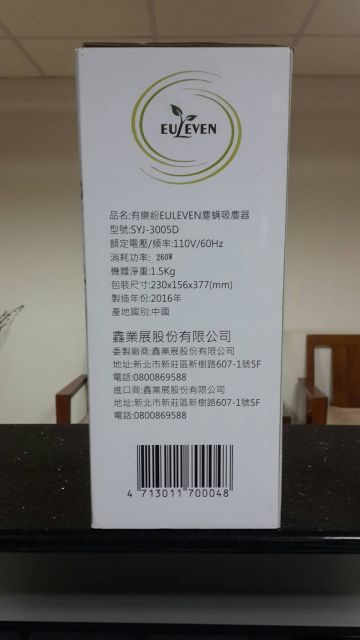 EULEVEN
品名:有樂紛EULEVEN塵螨吸塵器
型號:SYJ-3005D
額定電壓/頻率:110V/60Hz
消耗功率: 260W
機體淨重:1.5Kg
包裝尺寸:230x156x377(mm)
製造年份:2016年
產地國別:中國
鑫業展股份有限公司
委製廠商:鑫業展股份有限公司
地址:新北市新莊區新樹路607-1號5F
電話:0800869588
進口商:鑫業展股份有限公司
地址:新北市新莊區新樹路607-1號5F
電話:0800869588
4 713011 700048